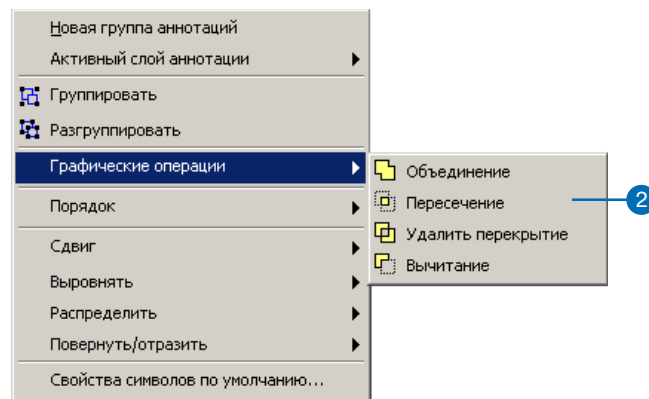 Новая группа аннотаций
Активный слой аннотации
Группировать
Разгруппировать
Графические операции
Порядок
Сдвиг
Выровнять
Распределить
Повернуть/отразить
Свойства символов по умолчанию...
Объединение
Пересечение
Удалить перекрытие
Вычитание
2